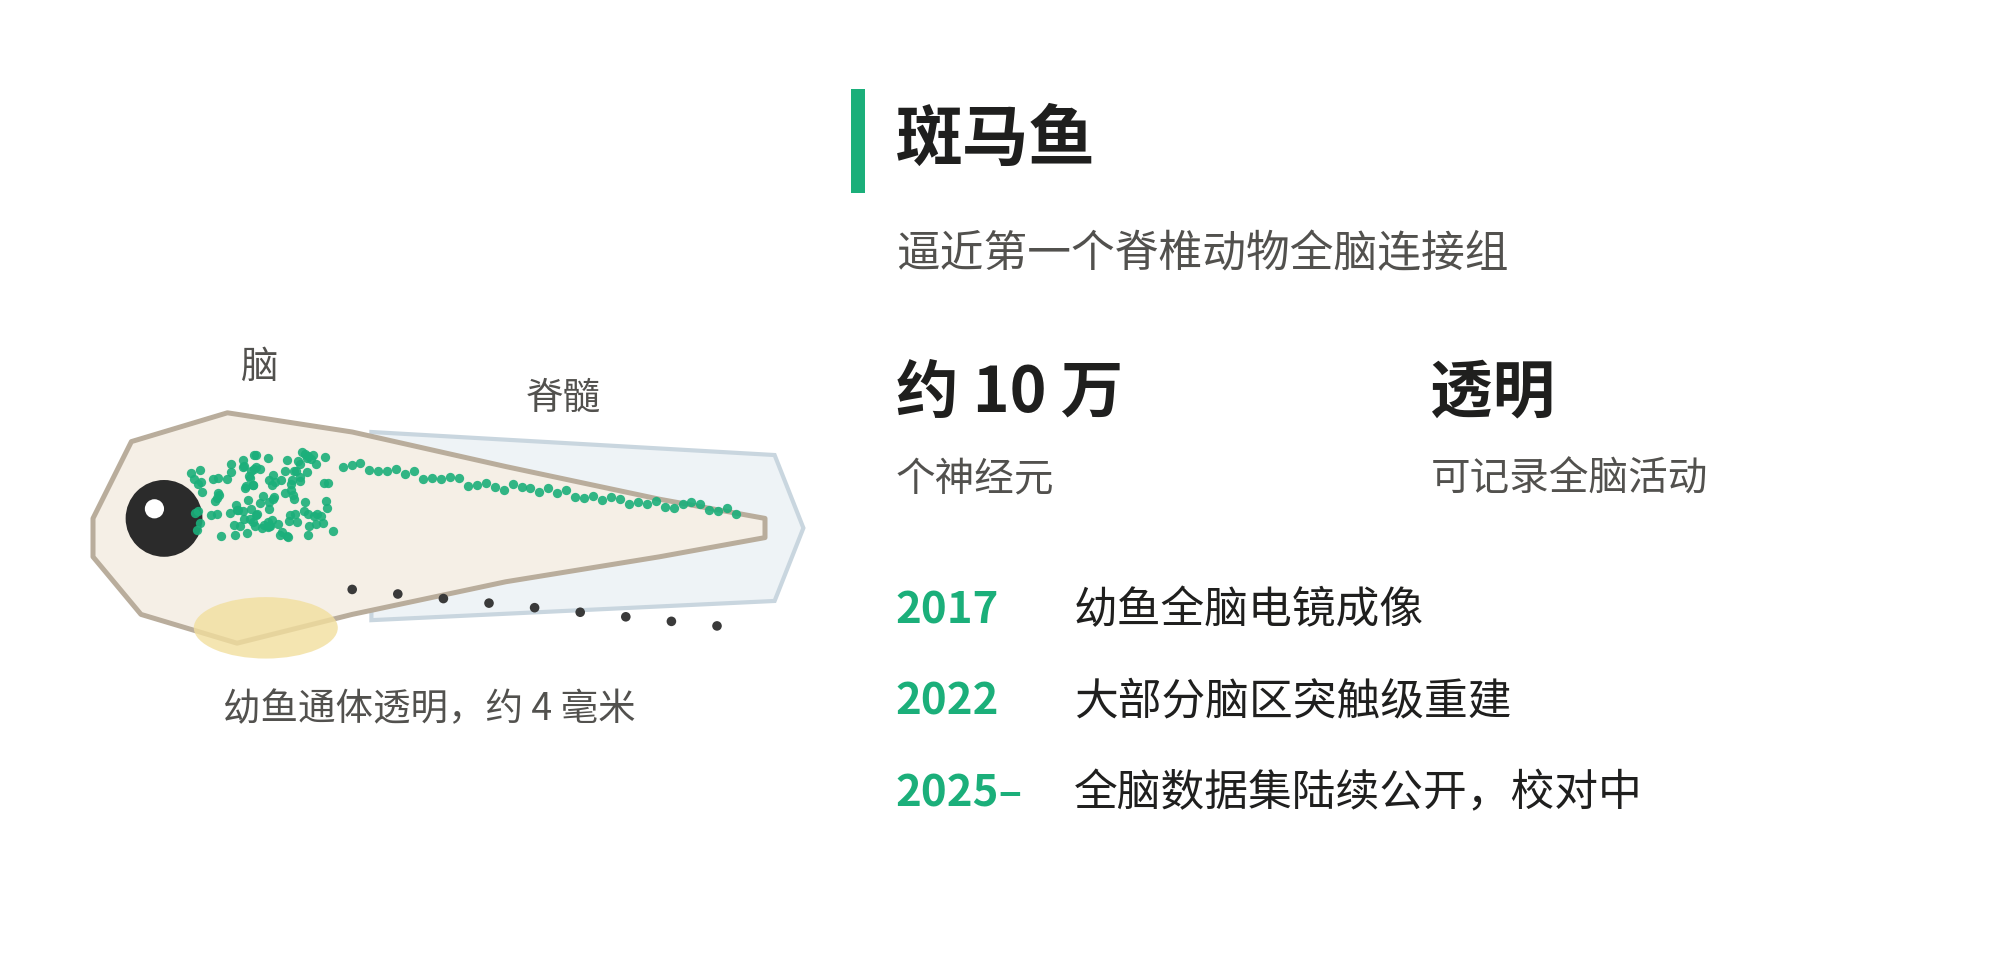 斑马鱼
逼近第一个脊椎动物全脑连接组
脑
脊髓
幼鱼通体透明，约 4 毫米
约 10 万
个神经元
透明
可记录全脑活动
2017 幼鱼全脑电镜成像
2022 大部分脑区突触级重建
2025– 全脑数据集陆续公开，校对中